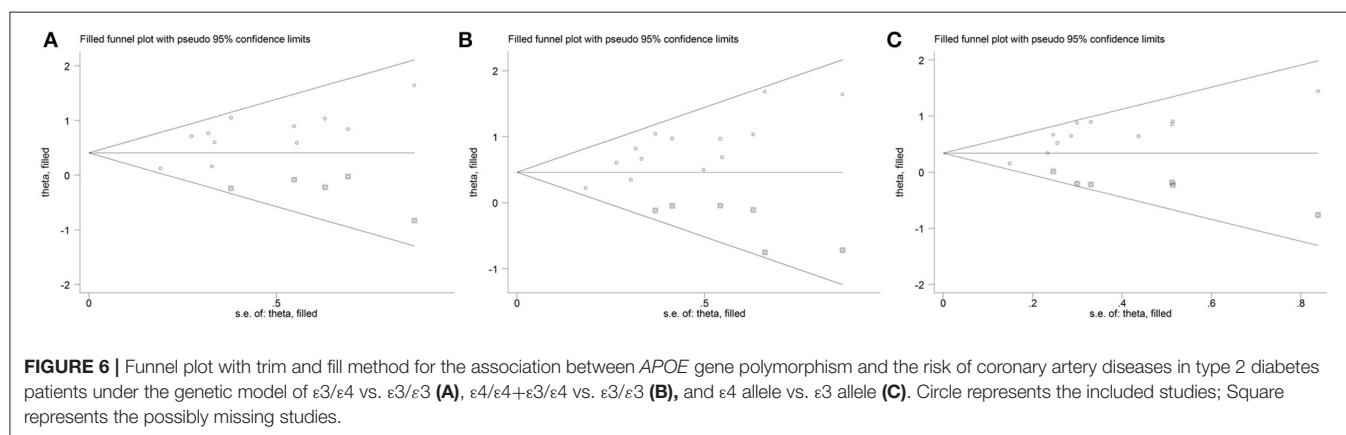 A
Filled funnel plot with pseudo 95% confidence limits
2
1
0
-1
-2
theta, filled
0
.5
s.e. of: theta, filled
B
Filled funnel plot with pseudo 95% confidence limits
2
1
0
-1
theta, filled
0
.5
s.e. of: theta, filled
C
Filled funnel plot with pseudo 95% confidence limits
2
1
0
-1
-2
theta, filled
0
.2
.4
.6
.8
s.e. of: theta, filled
FIGURE 6 | Funnel plot with trim and fill method for the association between APOE gene polymorphism and the risk of coronary artery diseases in type 2 diabetes
patients under the genetic model of ε3/ε4 vs. ε3/ε3 (A), ε4/ε4+ε3/ε4 vs. ε3/ε3 (B), and ε4 allele vs. ε3 allele (C). Circle represents the included studies; Square
represents the possibly missing studies.